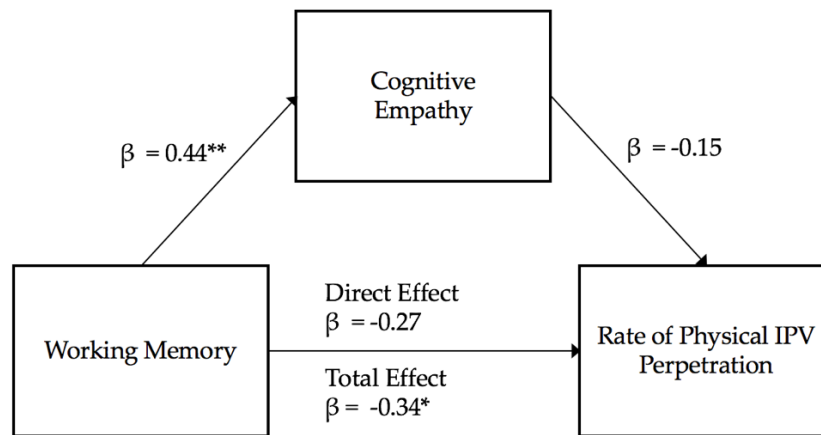 Cognitive
Empathy
β = 0.44**
β = -0.15
Working Memory
Direct Effect
β = -0.27
Total Effect
β = -0.34*
Rate of Physical IPV
Perpetration